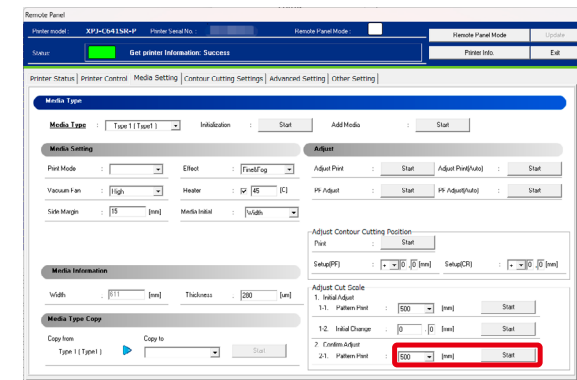 Remote Panel
Printer model : XPJ-C641SR-P Printer Serial No. : Remote Panel Mode : Remote Panel Mode Update
Status: Get printer Information: Success Printer Info. Exit
Printer Status Printer Control Media Setting Contour Cutting Settings Advanced Setting Other Setting
Media Type
Media Type : Type 1 ( Type1 ) Initialization : Start Add Media : Start
Media Setting
Print Mode : Effect : Fine&Fog
Vacuum Fan : High Heater : 45 [C]
Side Margin : 15 [mm] Media Initial : Width
Media Information
Width : 611 [mm] Thickness : 280 [um]
Media Type Copy
Copy from Copy to
Type 1 ( Type1 ) Start
Adjust
Adjust Print : Start Adjust Print(Auto) : Start
PF Adjust : Start PF Adjust(Auto) : Start
Adjust Contour Cutting Position
Print : Start
Setup(PF) : + 0 . 0 [mm] Setup(CR) : + 0 . 0 [mm]
Adjust Cut Scale
1. Initial Adjust
1-1. Pattern Print : 500 [mm] Start
1-2. Initial Change : 0 . 0 [mm] Start
2. Confirm Adjust
2-1. Pattern Print : 500 [mm] Start